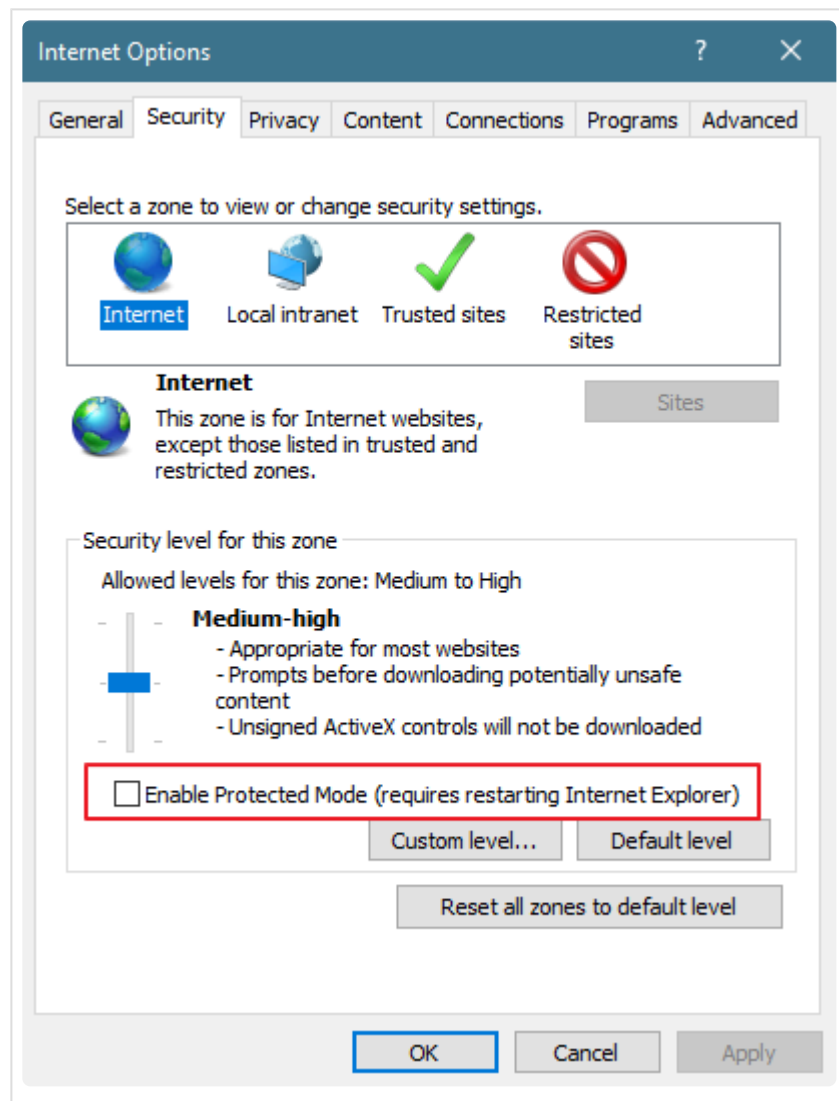 Internet Options ?
General Security Privacy Content Connections Programs Advanced
Select a zone to view or change security settings.
Internet Local intranet Trusted sites Restricted
sites
Internet
Sites
This zone is for Internet websites,
except those listed in trusted and
restricted zones.
Security level for this zone
Allowed levels for this zone: Medium to High
Medium-high
- Appropriate for most websites
- Prompts before downloading potentially unsafe
content
- Unsigned ActiveX controls will not be downloaded
Enable Protected Mode (requires restarting Internet Explorer)
Custom level... Default level
Reset all zones to default level
OK Cancel Apply